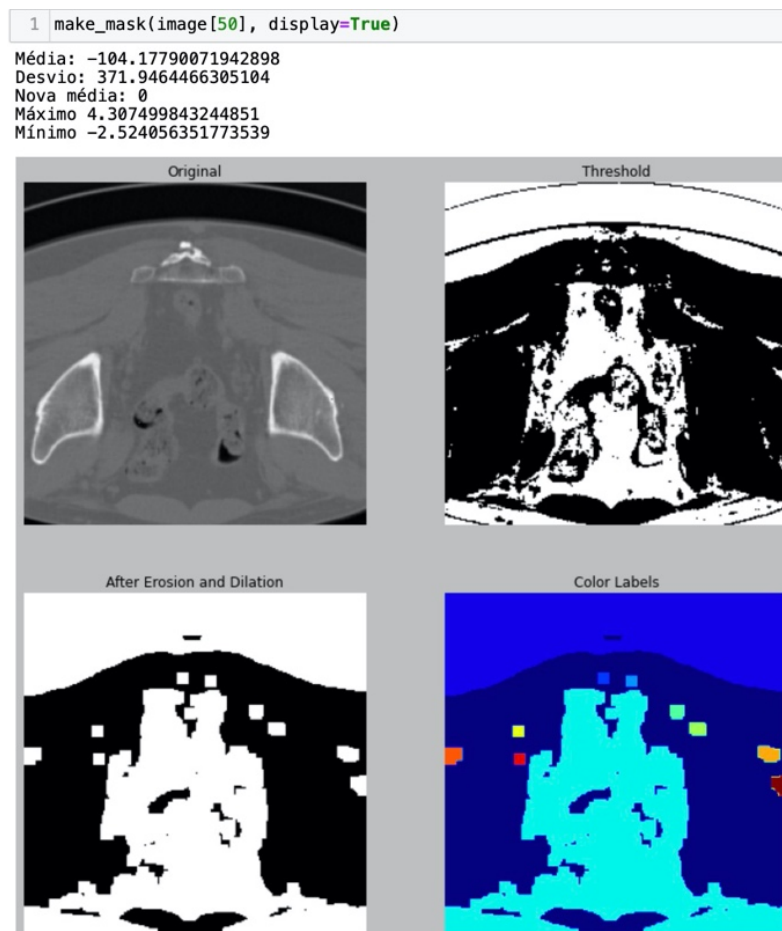 1 make_mask(image[50], display=True)
Média: -104.17790071942898
Desvio: 371.9464466305104
Nova média: 0
Máximo 4.307499843244851
Mínimo -2.524056351773539
Original
Threshold
After Erosion and Dilation
Color Labels